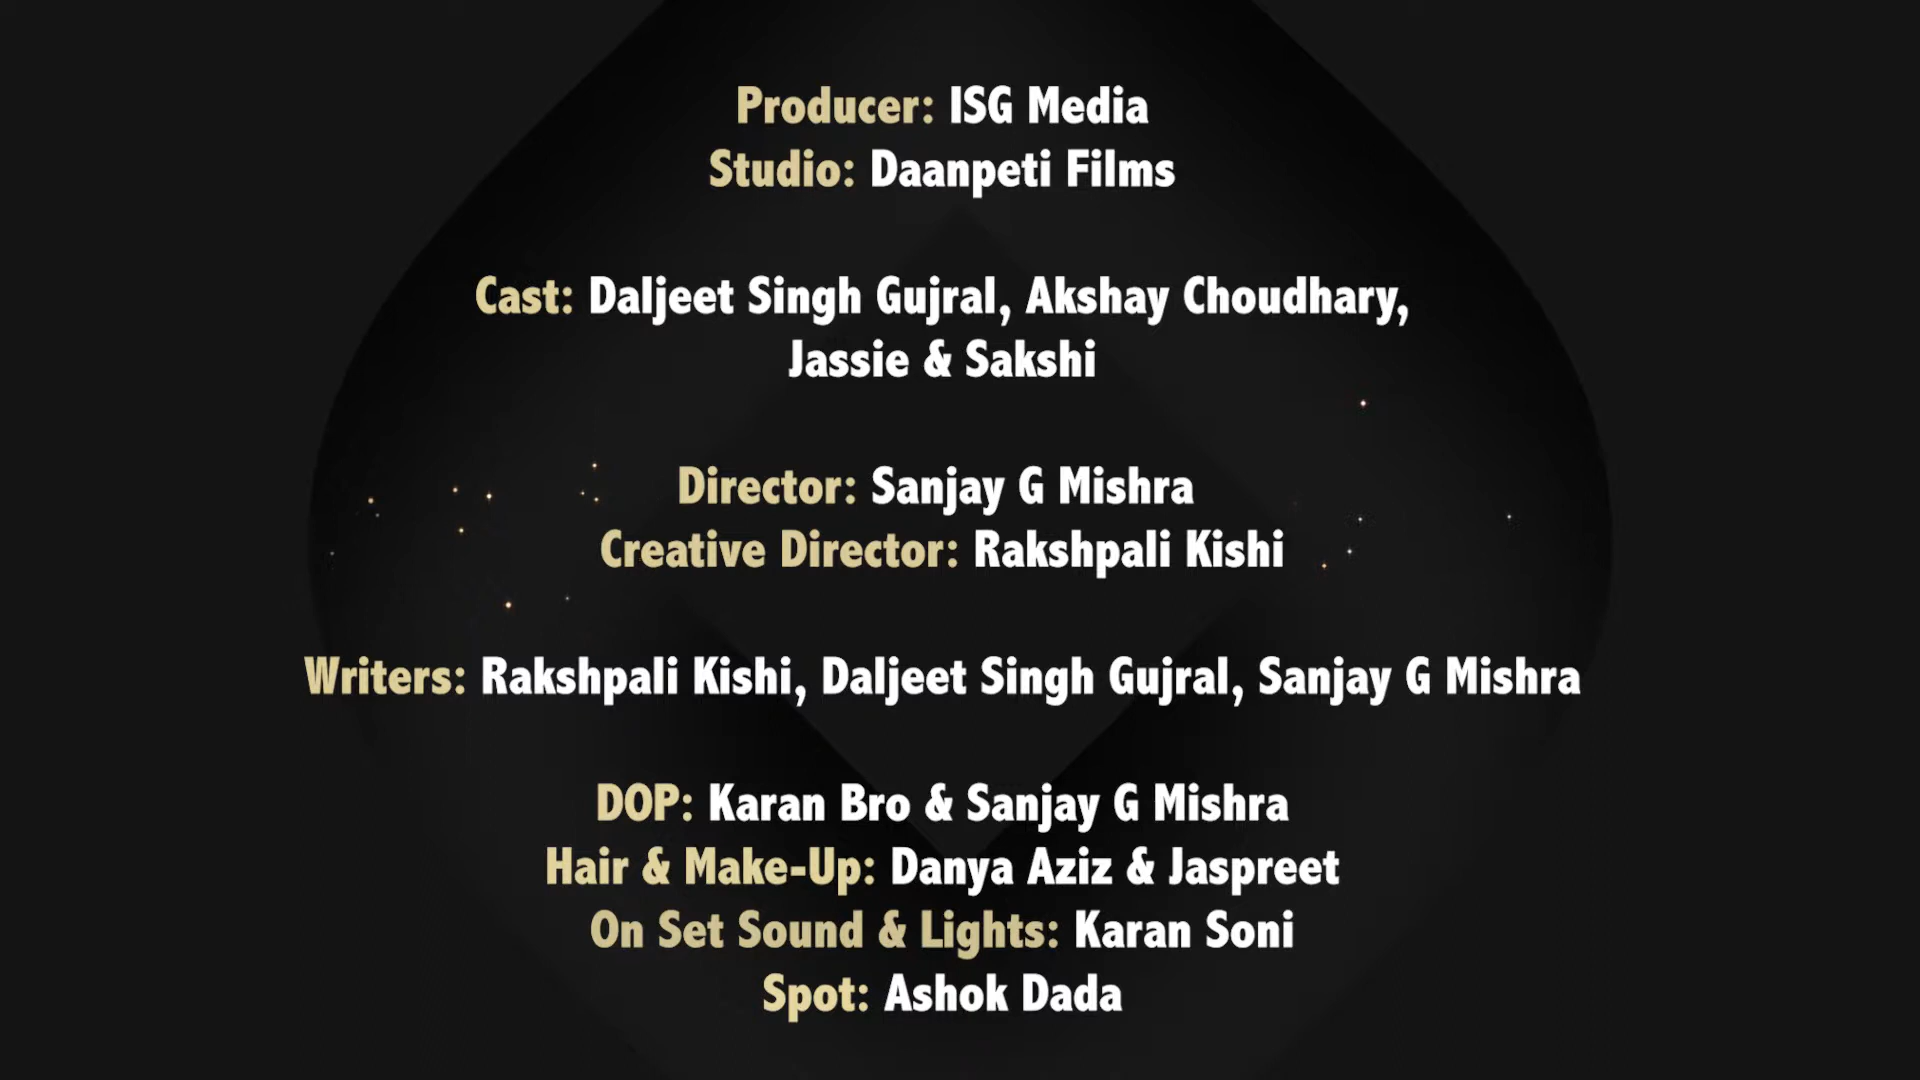 Producer: ISG Media
Studio: Daanpeti Films
Cast: Daljeet Singh Gujral, Akshay Choudhary,
Jassie & Sakshi
Director: Sanjay G Mishra
Creative Director: Rakshpali Kishi
Writers: Rakshpali Kishi, Daljeet Singh Gujral, Sanjay G Mishra
DOP: Karan Bro & Sanjay G Mishra
Hair & Make-Up: Danya Aziz & Jaspreet
On Set Sound & Lights: Karan Soni
Spot: Ashok Dada